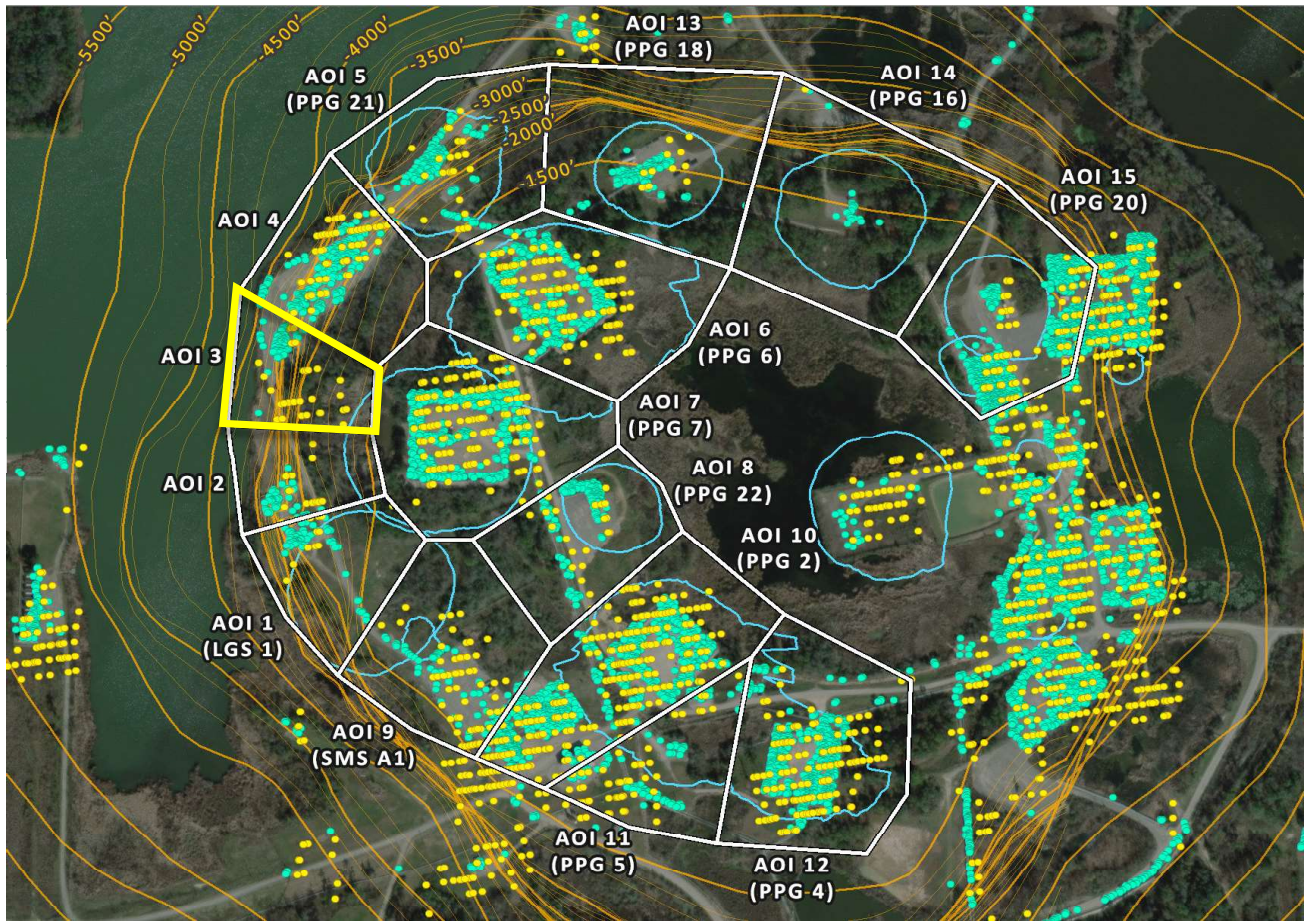 -5500'
-5000'
-4500'
-4000'
-3500'
-3000'
-2500'
-2000'
-1500'
AOI 13
(PPG 18)
AOI 5
(PPG 21)
AOI 14
(PPG 16)
AOI 15
(PPG 20)
AOI 4
AOI 3
AOI 6
(PPG 6)
AOI 7
(PPG 7)
AOI 2
AOI 8
(PPG 22)
AOI 10
(PPG 2)
AOI 1
(LGS 1)
AOI 9
(SMS A1)
AOI 11
(PPG 5)
AOI 12
(PPG 4)